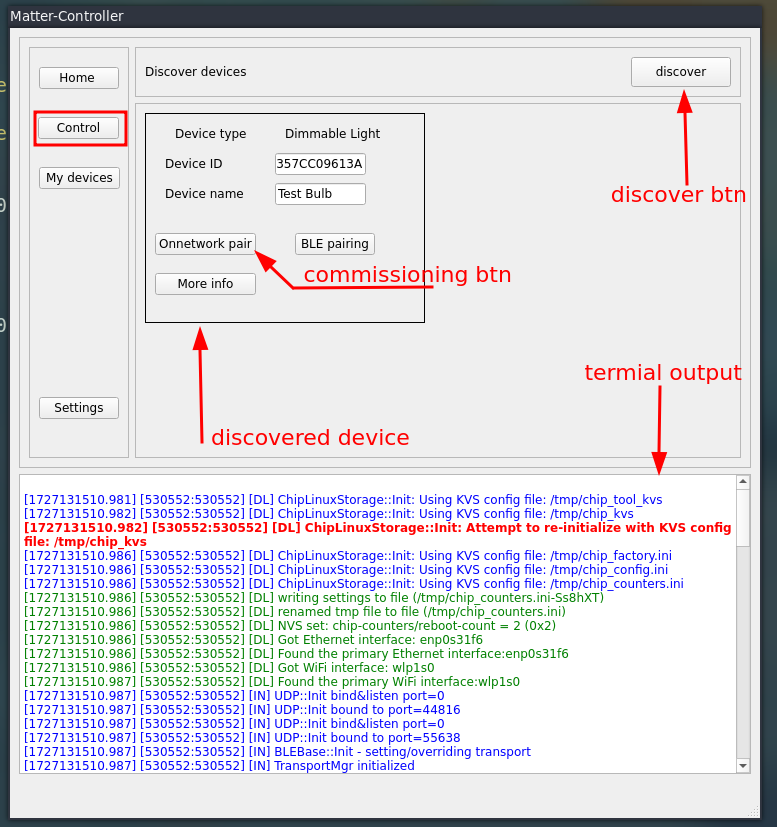 Matter-Controller
Home
Control
My devices
Settings
Discover devices
discover
discover btn
Device type Dimmable Light
Device ID 357CC09613A
Device name Test Bulb
Onnetwork pair BLE pairing
More info
commissioning btn
discovered device
termial output
[1727131510.981] [530552:530552] [DL] ChipLinuxStorage::Init: Using KVS config file: /tmp/chip_tool_kvs
[1727131510.982] [530552:530552] [DL] ChipLinuxStorage::Init: Using KVS config file: /tmp/chip_kvs
[1727131510.982] [530552:530552] [DL] ChipLinuxStorage::Init: Attempt to re-initialize with KVS config
file: /tmp/chip_kvs
[1727131510.986] [530552:530552] [DL] ChipLinuxStorage::Init: Using KVS config file: /tmp/chip_factory.ini
[1727131510.986] [530552:530552] [DL] ChipLinuxStorage::Init: Using KVS config file: /tmp/chip_config.ini
[1727131510.986] [530552:530552] [DL] ChipLinuxStorage::Init: Using KVS config file: /tmp/chip_counters.ini
[1727131510.986] [530552:530552] [DL] writing settings to file (/tmp/chip_counters.ini-Ss8hXT)
[1727131510.986] [530552:530552] [DL] renamed tmp file to file (/tmp/chip_counters.ini)
[1727131510.986] [530552:530552] [DL] NVS set: chip-counters/reboot-count = 2 (0x2)
[1727131510.986] [530552:530552] [DL] Got Ethernet interface: enp0s31f6
[1727131510.986] [530552:530552] [DL] Found the primary Ethernet interface:enp0s31f6
[1727131510.986] [530552:530552] [DL] Got WiFi interface: wlp1s0
[1727131510.986] [530552:530552] [DL] Found the primary WiFi interface:wlp1s0
[1727131510.987] [530552:530552] [IN] UDP::Init bind&listen port=0
[1727131510.987] [530552:530552] [IN] UDP::Init bound to port=44816
[1727131510.987] [530552:530552] [IN] UDP::Init bind&listen port=0
[1727131510.987] [530552:530552] [IN] UDP::Init bound to port=55638
[1727131510.987] [530552:530552] [IN] BLEBase::Init - setting/overriding transport
[1727131510.987] [530552:530552] [IN] TransportMgr initialized